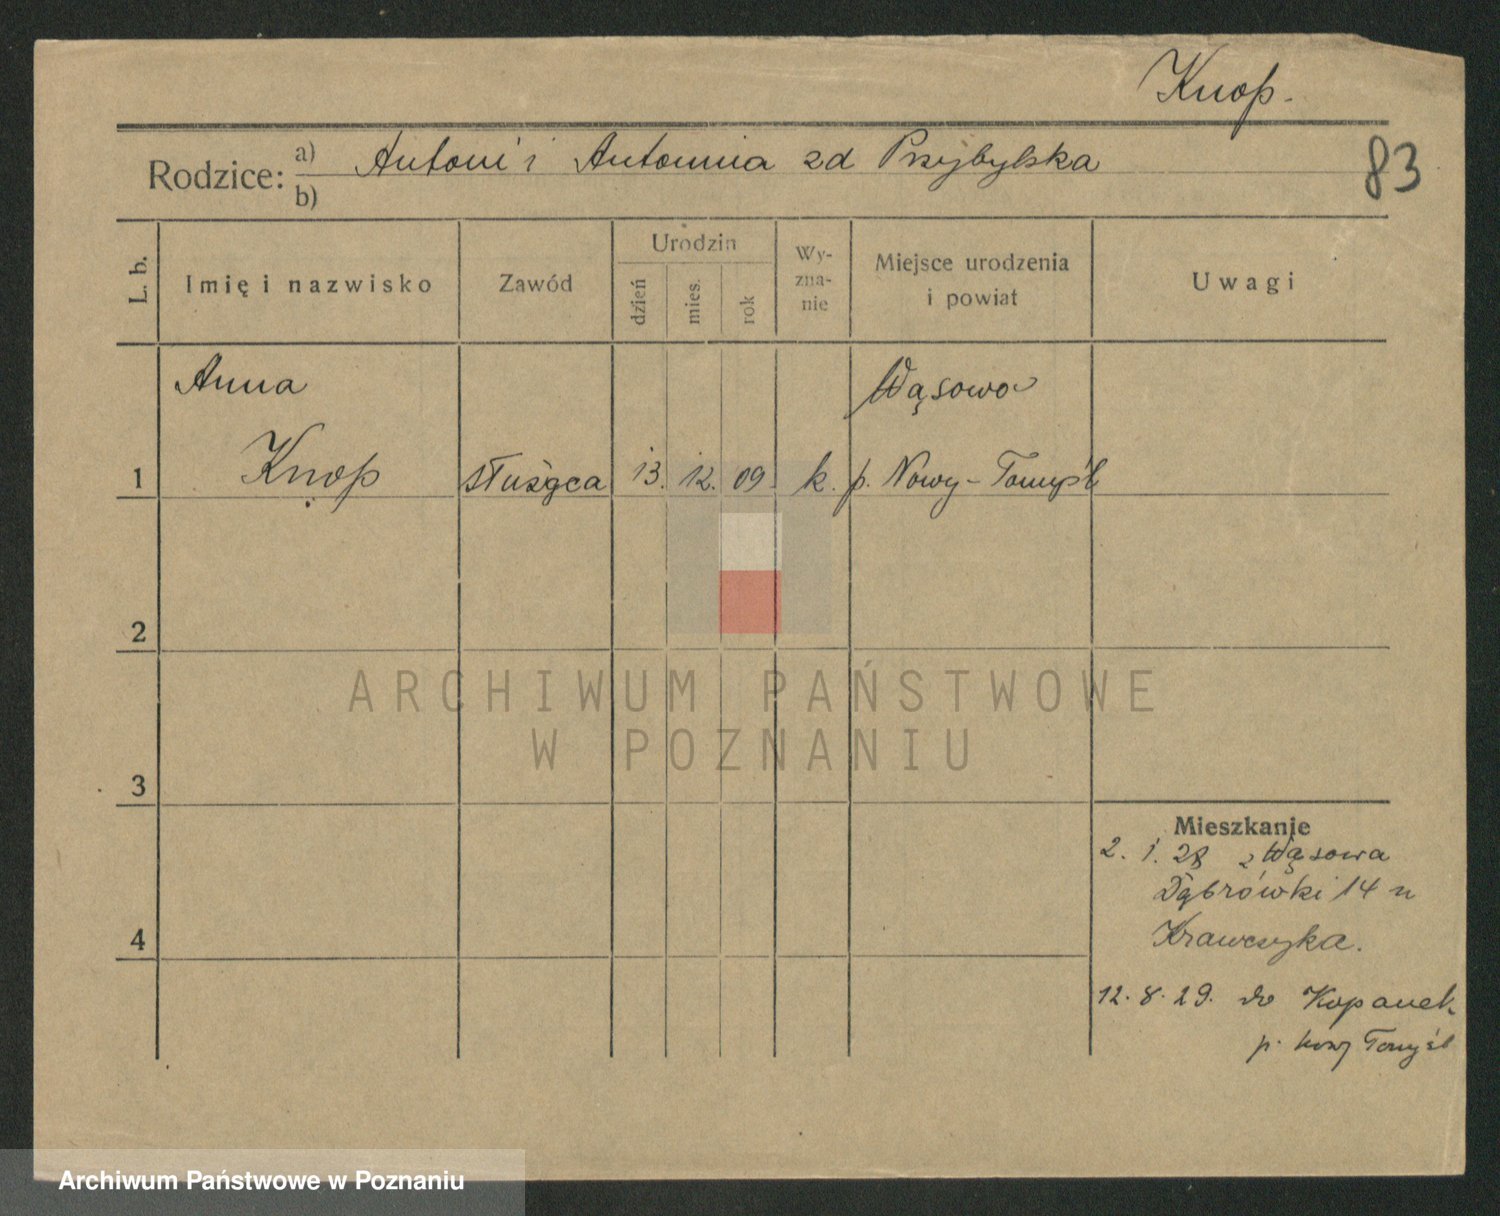 Knop.
Rodzice: a) Antoni i Antonina zd Przybylska
b)
83
L. b.
Imię i nazwisko
Zawód
Urodzin
dzień
mies.
rok
Wy-
zna-
nie
Miejsce urodzenia
i powiat
Uwagi
Anna
Wąsowo
1 Knop służąca 13. 12. 09 k. p. Nowy-Tomyśl
2
3
4
Mieszkanie
2. 1. 28 z Wąsowa
Dąbrówki 14 u
Krawczyka.
12. 8. 29. do Kopanek
p. Nowy Tomyśl
ARCHIWUM PAŃSTWOWE
W POZNANIU
Archiwum Państwowe w Poznaniu